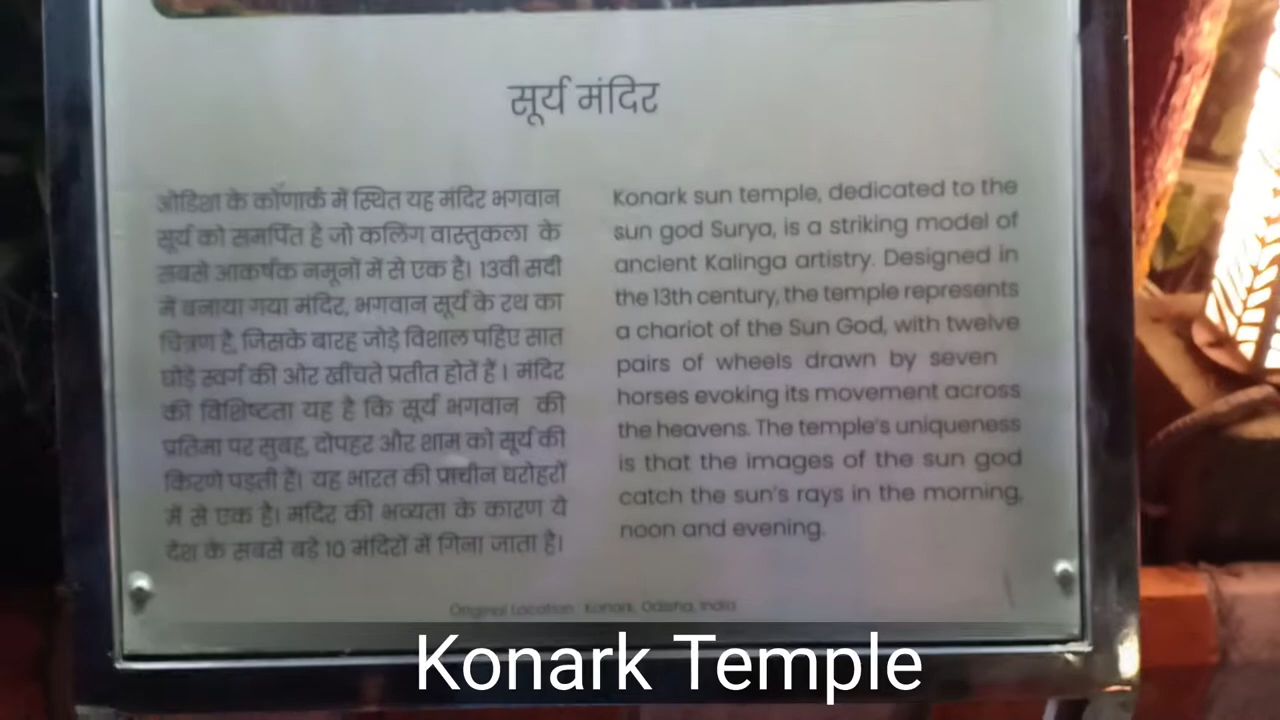 सूर्य मंदिर
ओडिशा के कोणार्क में स्थित यह मंदिर भगवान
सूर्य को समर्पित है जो कलिंग वास्तुकला के
सबसे आकर्षक नमूनों में से एक है। 13वी सदी
में बनाया गया मंदिर, भगवान सूर्य के रथ का
चित्रण है, जिसके बारह जोड़े विशाल पहिए सात
घोड़े स्वर्ग की ओर खींचते प्रतीत होतें हैं । मंदिर
की विशिष्टता यह है कि सूर्य भगवान की
प्रतिमा पर सुबह, दोपहर और शाम को सूर्य की
किरणे पड़ती हैं। यह भारत की प्राचीन धरोहरों
में से एक है। मंदिर की भव्यता के कारण ये
देश के सबसे बड़े 10 मंदिरों में गिना जाता है।
Konark sun temple, dedicated to the
sun god Surya, is a striking model of
ancient Kalinga artistry. Designed in
the 13th century, the temple represents
a chariot of the Sun God, with twelve
pairs of wheels drawn by seven
horses evoking its movement across
the heavens. The temple's uniqueness
is that the images of the sun god
catch the sun's rays in the morning,
noon and evening.
Original Location : Konark, Odisha, India
Konark Temple